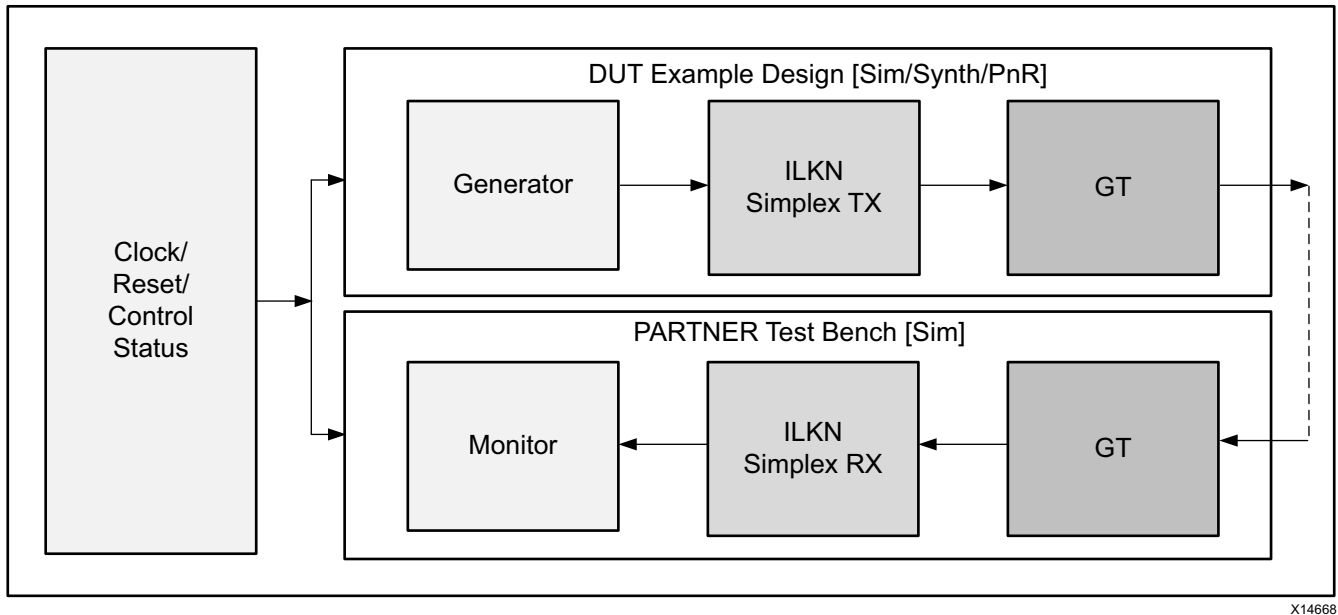 DUT Example Design [Sim/Synth/PnR]
Generator
ILKN
Simplex TX
GT
Clock/
Reset/
Control
Status
PARTNER Test Bench [Sim]
Monitor
ILKN
Simplex RX
GT
X14668